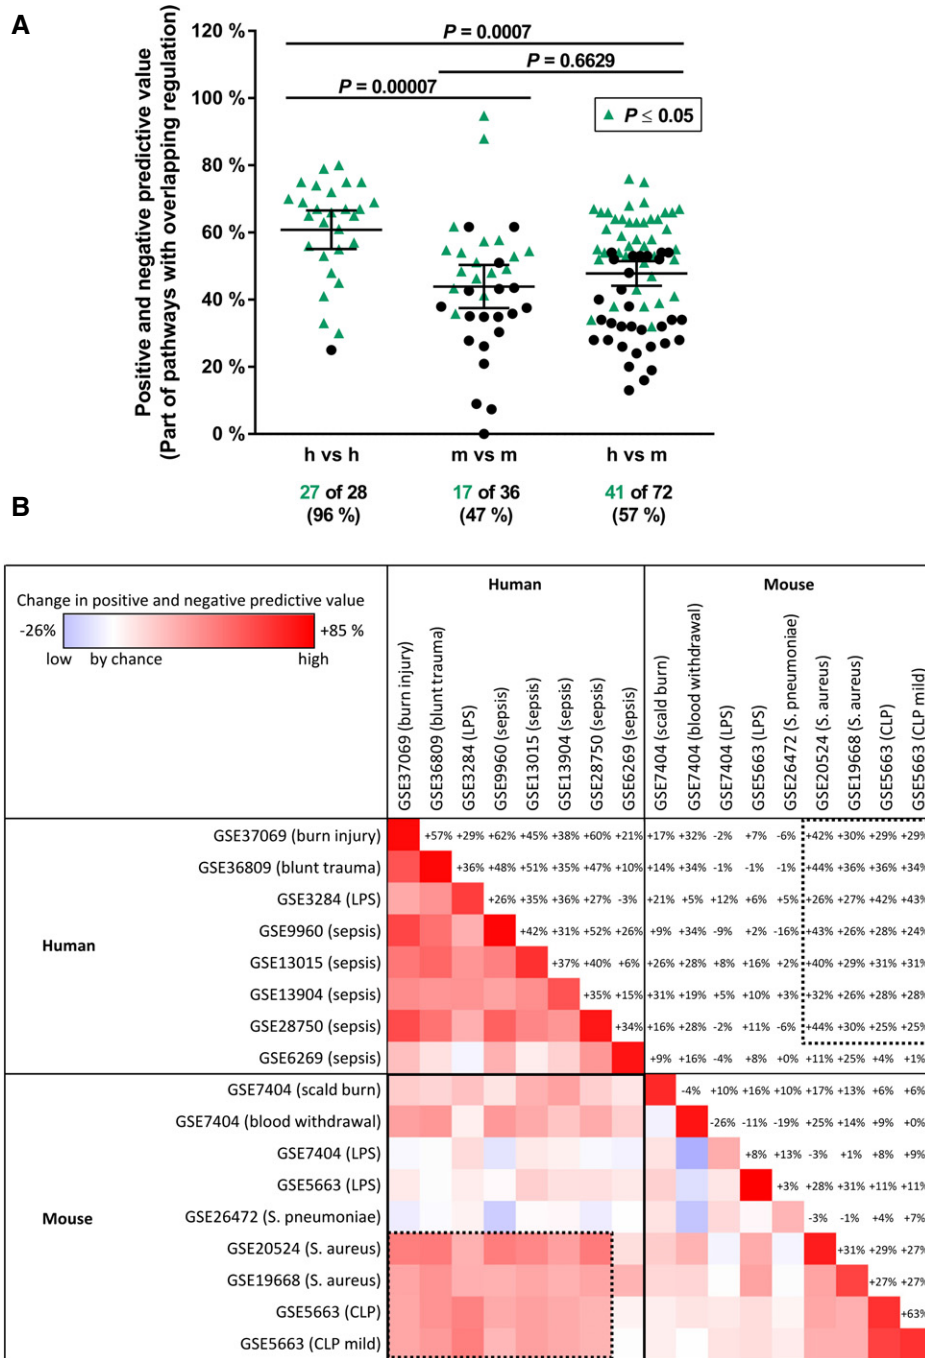 A
Positive and negative predictive value
(Part of pathways with overlapping regulation)
120 %
100 %
80 %
60 %
40 %
20 %
0 %
P = 0.0007
P = 0.6629
P = 0.00007
▲ P ≤ 0.05
h vs h
m vs m
h vs m
27 of 28
(96 %)
17 of 36
(47 %)
41 of 72
(57 %)
B
Change in positive and negative predictive value
-26%
+85 %
low by chance high
Human
Mouse
GSE37069 (burn injury)
GSE36809 (blunt trauma)
GSE3284 (LPS)
GSE9960 (sepsis)
GSE13015 (sepsis)
GSE13904 (sepsis)
GSE28750 (sepsis)
GSE6269 (sepsis)
GSE7404 (scald burn)
GSE7404 (blood withdrawal)
GSE7404 (LPS)
GSE5663 (LPS)
GSE26472 (S. pneumoniae)
GSE20524 (S. aureus)
GSE19668 (S. aureus)
GSE5663 (CLP)
GSE5663 (CLP mild)
GSE37069 (burn injury) +57% +29% +62% +45% +38% +60% +21% +17% +32% -2% +7% -6% +42% +30% +29% +29%
GSE36809 (blunt trauma) +36% +48% +51% +35% +47% +10% +14% +34% -1% -1% -1% +44% +36% +36% +34%
GSE3284 (LPS) +26% +35% +36% +27% -3% +21% +5% +12% +6% +5% +26% +27% +42% +43%
GSE9960 (sepsis) +42% +31% +52% +26% +9% +34% -9% +2% -16% +43% +26% +28% +24%
Human
GSE13015 (sepsis) +37% +40% +6% +26% +28% +8% +16% +2% +40% +29% +31% +31%
GSE13904 (sepsis) +35% +15% +31% +19% +5% +10% +3% +32% +26% +28% +28%
GSE28750 (sepsis) +34% +16% +28% -2% +11% -6% +44% +30% +25% +25%
GSE6269 (sepsis) +9% +16% -4% +8% +0% +11% +25% +4% +1%
GSE7404 (scald burn) -4% +10% +16% +10% +17% +13% +6% +6%
GSE7404 (blood withdrawal) -26% -11% -19% +25% +14% +9% +0%
GSE7404 (LPS) +8% +13% -3% +1% +8% +9%
GSE5663 (LPS) +3% +28% +31% +11% +11%
Mouse
GSE26472 (S. pneumoniae) -3% -1% +4% +7%
GSE20524 (S. aureus) +31% +29% +27%
GSE19668 (S. aureus) +27% +27%
GSE5663 (CLP) +63%
GSE5663 (CLP mild)